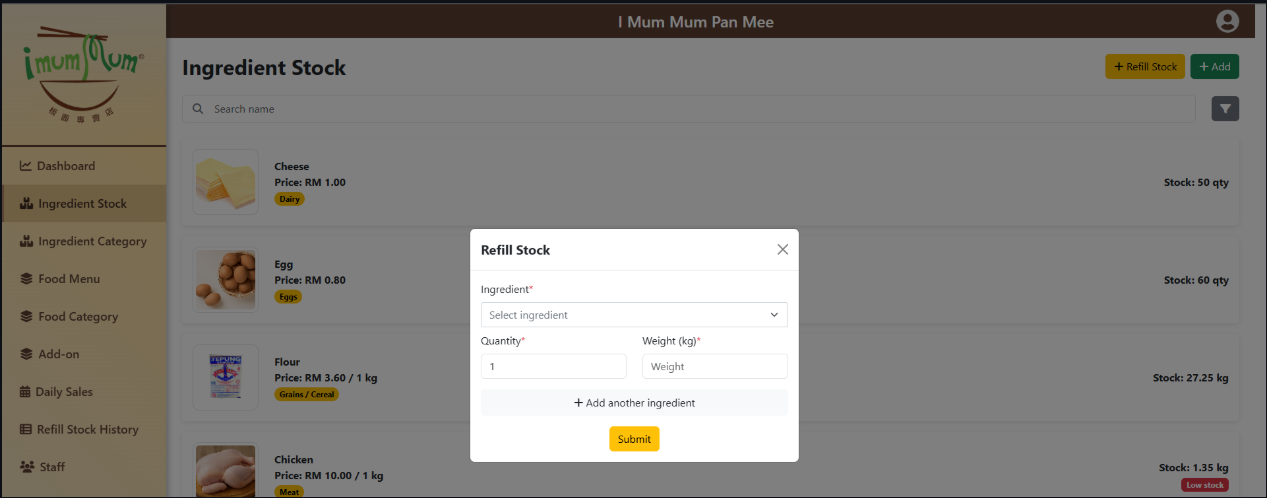 I Mum Mum Pan Mee
imumMum®
Ingredient Stock
+ Refill Stock
+ Add
Search name
Dashboard
Ingredient Stock
Ingredient Category
Food Menu
Food Category
Add-on
Daily Sales
Refill Stock History
Staff
Cheese
Price: RM 1.00
Dairy
Stock: 50 qty
Egg
Price: RM 0.80
Eggs
Stock: 60 qty
TEPUNG
Flour
Price: RM 3.60 / 1 kg
Grains / Cereal
Stock: 27.25 kg
Chicken
Price: RM 10.00 / 1 kg
Meat
Stock: 1.35 kg
Low stock
Refill Stock
Ingredient*
Select ingredient
Quantity*
Weight (kg)*
1
Weight
+ Add another ingredient
Submit